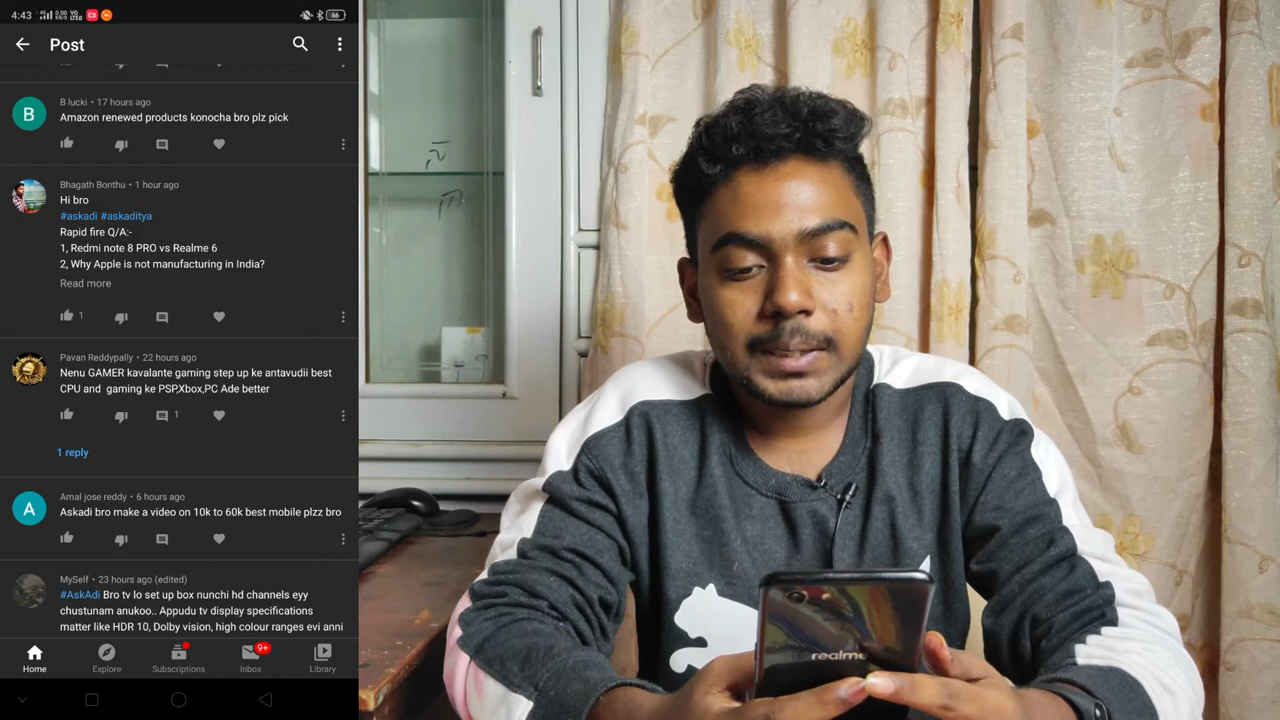 4:43
66
Post
B lucki • 17 hours ago
Amazon renewed products konocha bro plz pick
Bhagath Bonthu • 1 hour ago
Hi bro
#askadi #askaditya
Rapid fire Q/A:-
1, Redmi note 8 PRO vs Realme 6
2, Why Apple is not manufacturing in India?
Read more
1
Pavan Reddypally • 22 hours ago
Nenu GAMER kavalante gaming step up ke antavudii best
CPU and gaming ke PSP,Xbox,PC Ade better
1
1 reply
Amal jose reddy • 6 hours ago
Askadi bro make a video on 10k to 60k best mobile plzz bro
MySelf • 23 hours ago (edited)
#AskAdi Bro tv lo set up box nunchi hd channels eyy
chustunam anukoo.. Appudu tv display specifications
matter like HDR 10, Dolby vision, high colour ranges evi anni
9+
Home Explore Subscriptions Inbox Library
realme